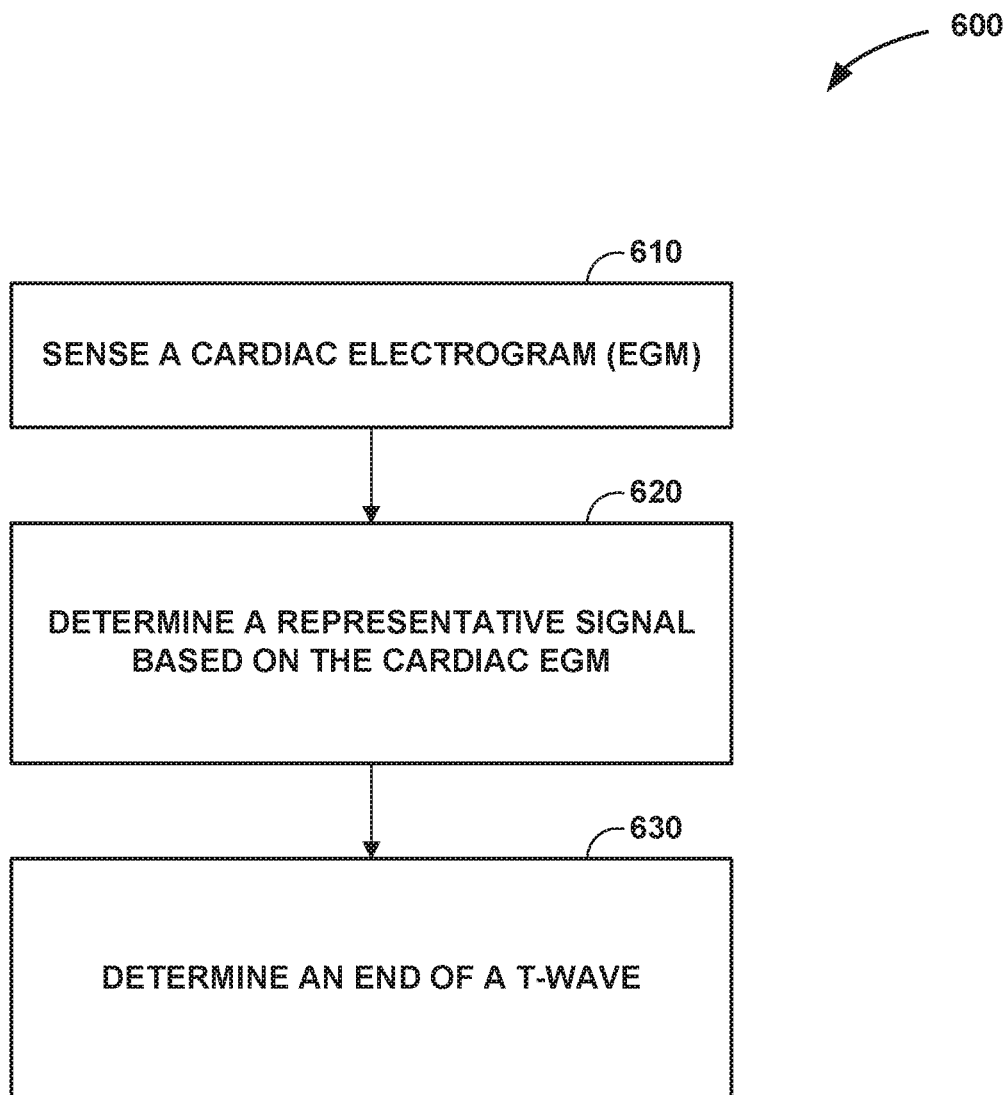 600
610
SENSE A CARDIAC ELECTROGRAM (EGM)
620
DETERMINE A REPRESENTATIVE SIGNAL
BASED ON THE CARDIAC EGM
630
DETERMINE AN END OF A T-WAVE